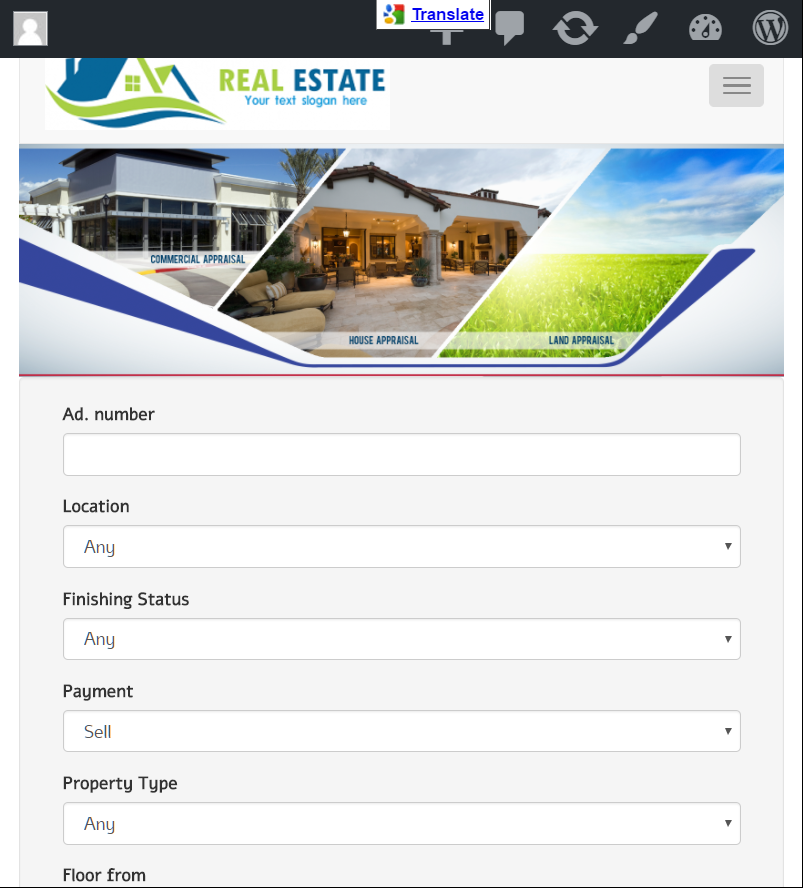 Translate
REAL ESTATE
Your text slogan here
COMMERCIAL APPRAISAL
HOUSE APPRAISAL
LAND APPRAISAL
Ad. number
Location
Any
Finishing Status
Any
Payment
Sell
Property Type
Any
Floor from